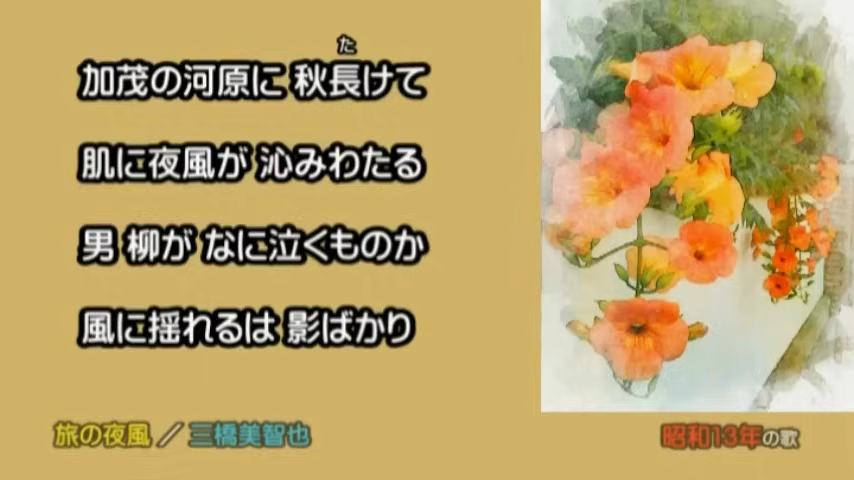 た
加茂の河原に 秋長けて
肌に夜風が 沁みわたる
男 柳が なに泣くものか
風に揺れるは 影ばかり
旅の夜風 / 三橋美智也
昭和13年の歌